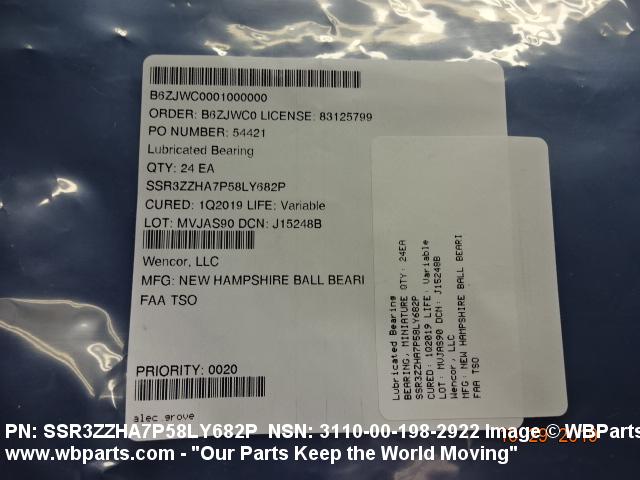 B6ZJWC0001000000
ORDER: B6ZJWC0 LICENSE: 83125799
PO NUMBER: 54421
Lubricated Bearing
QTY: 24 EA
SSR3ZZHA7P58LY682P
CURED: 1Q2019 LIFE: Variable
LOT: MVJAS90 DCN: J15248B
Wencor, LLC
MFG: NEW HAMPSHIRE BALL BEARI
FAA TSO
PRIORITY: 0020
alec grove
Lubricated Bearing
BEARING, MINIATURE QTY: 24EA
SSR3ZZHA7P58LY682P
CURED: 1Q2019 LIFE: Variable
LOT: MVJAS90 DCN: J15248B
Wencor, LLC
MFG: NEW HAMPSHIRE BALL BEARI
FAA TSO
PN: SSR3ZZHA7P58LY682P NSN: 3110-00-198-2922 Image © WBParts
www.wbparts.com - "Our Parts Keep the World Moving"